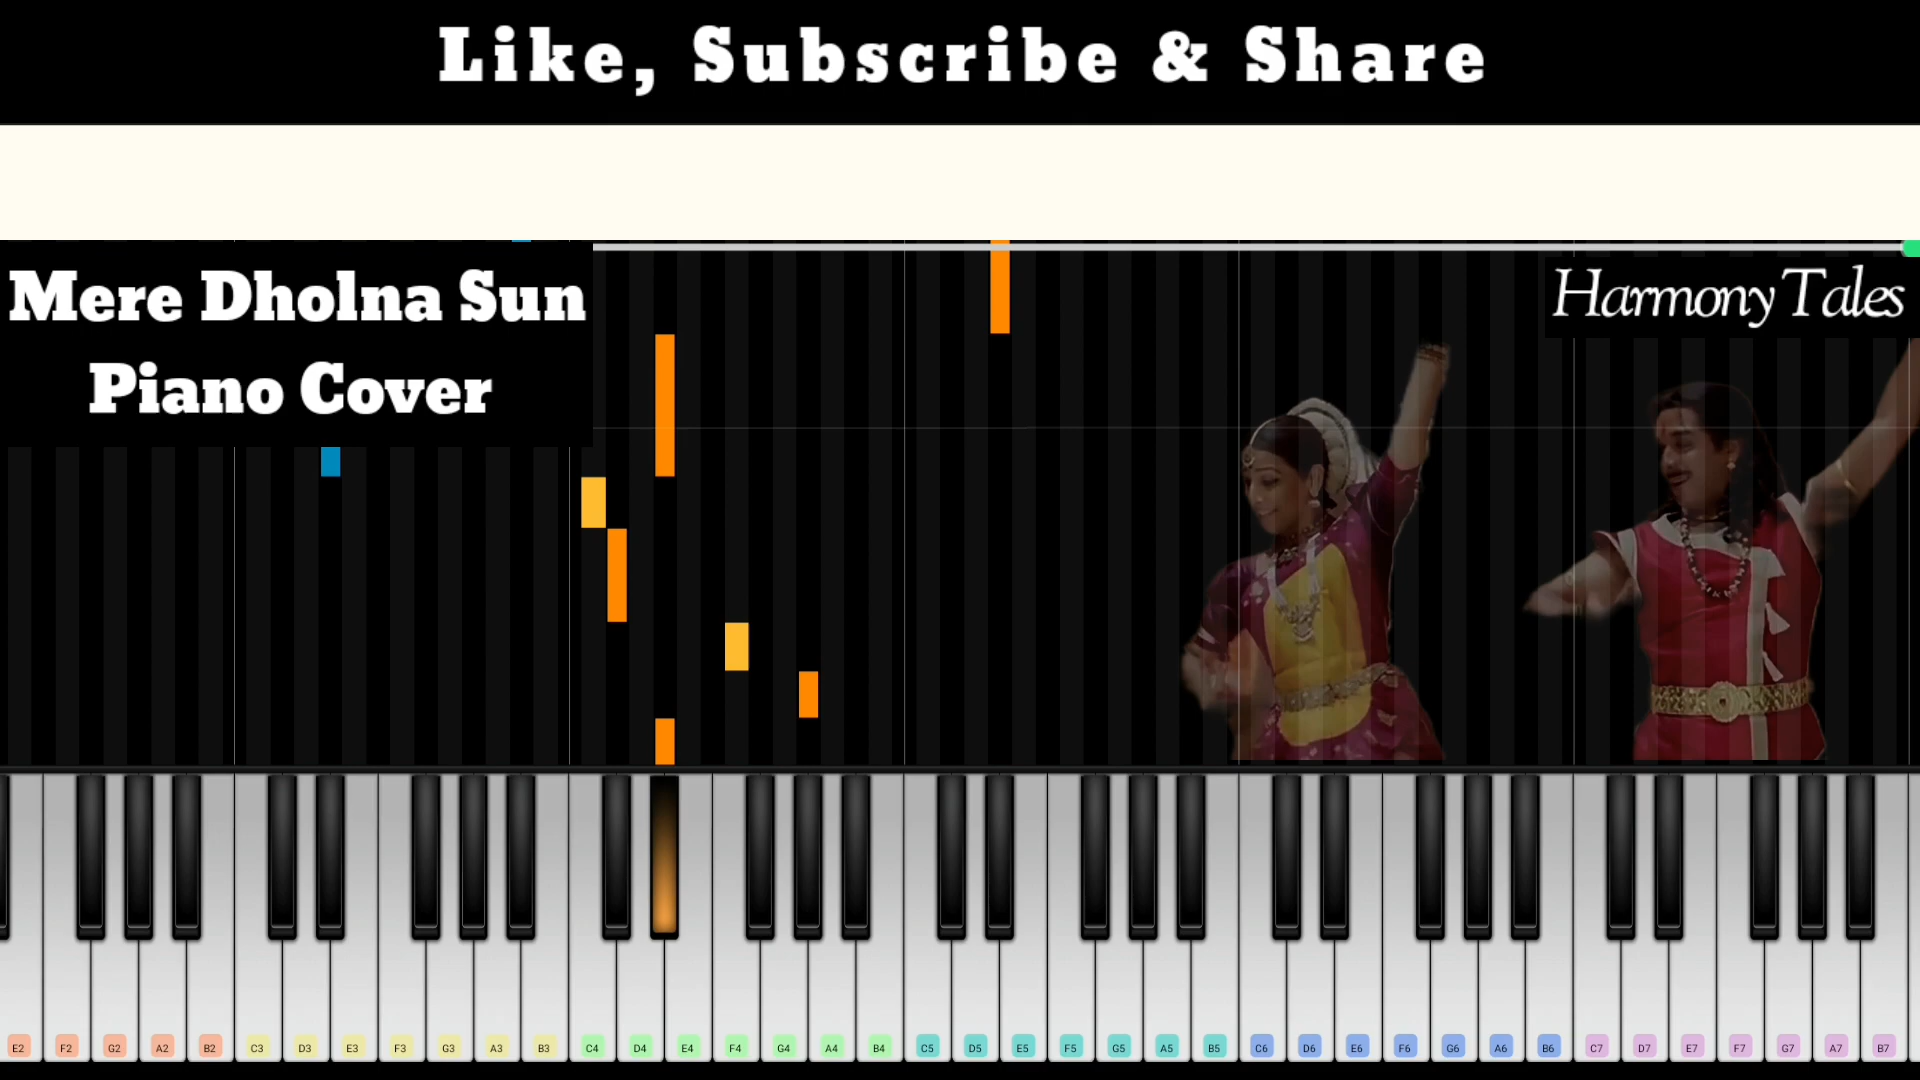 Like, Subscribe & Share
Mere Dholna Sun
Piano Cover
Harmony Tales
E2 F2 G2 A2 B2 C3 D3 E3 F3 G3 A3 B3 C4 D4 E4 F4 G4 A4 B4 C5 D5 E5 F5 G5 A5 B5 C6 D6 E6 F6 G6 A6 B6 C7 D7 E7 F7 G7 A7 B7